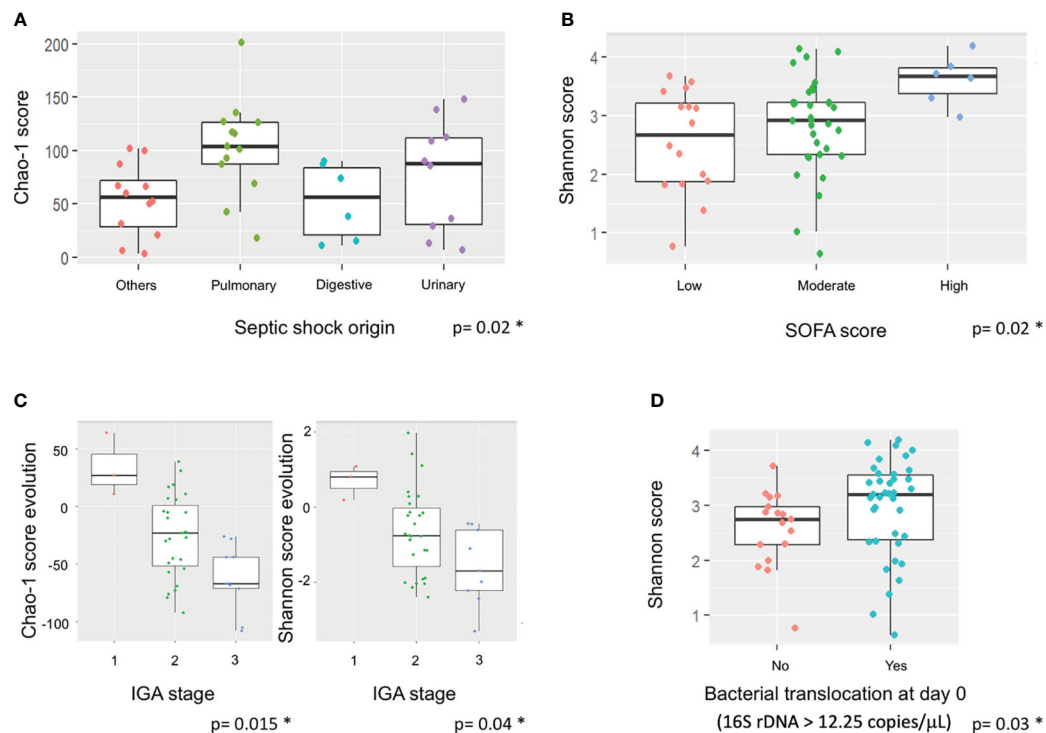 A
Chao-1 score
200
150
100
50
0
Others
Pulmonary
Digestive
Urinary
Septic shock origin
p= 0.02 *
B
Shannon score
4
3
2
1
Low
Moderate
High
SOFA score
p= 0.02 *
C
Chao-1 score evolution
50
0
-50
-100
1
2
3
IGA stage
p= 0.015 *
Shannon score evolution
2
0
-2
1
2
3
IGA stage
p= 0.04 *
D
Shannon score
4
3
2
1
No
Yes
Bacterial translocation at day 0
(16S rDNA > 12.25 copies/µL)
p= 0.03 *